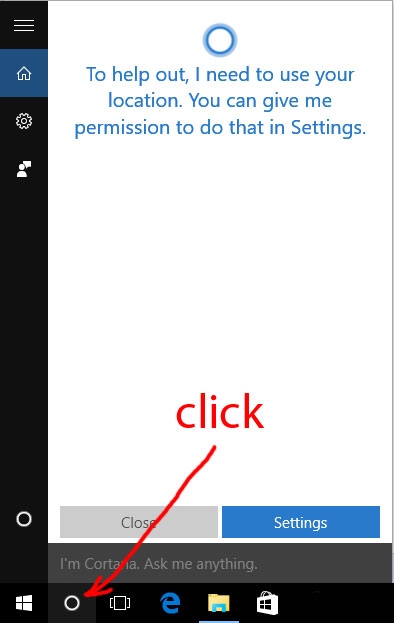 To help out, I need to use your
location. You can give me
permission to do that in Settings.
click
Close
Settings
I'm Cortana. Ask me anything.